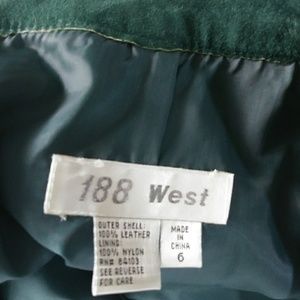 188 West
OUTER SHELL:
100% LEATHER
LINING:
100% NYLON
RN# 84103
SEE REVERSE
FOR CARE
MADE
IN
CHINA
6